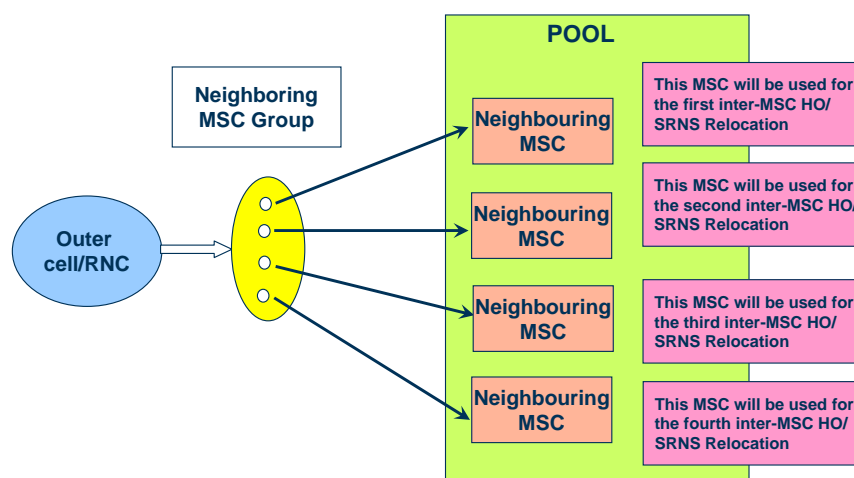 POOL
Neighboring
MSC Group
Outer
cell/RNC
Neighbouring
MSC
This MSC will be used for
the first inter-MSC HO/
SRNS Relocation
Neighbouring
MSC
This MSC will be used for
the second inter-MSC HO/
SRNS Relocation
Neighbouring
MSC
This MSC will be used for
the third inter-MSC HO/
SRNS Relocation
Neighbouring
MSC
This MSC will be used for
the fourth inter-MSC HO/
SRNS Relocation